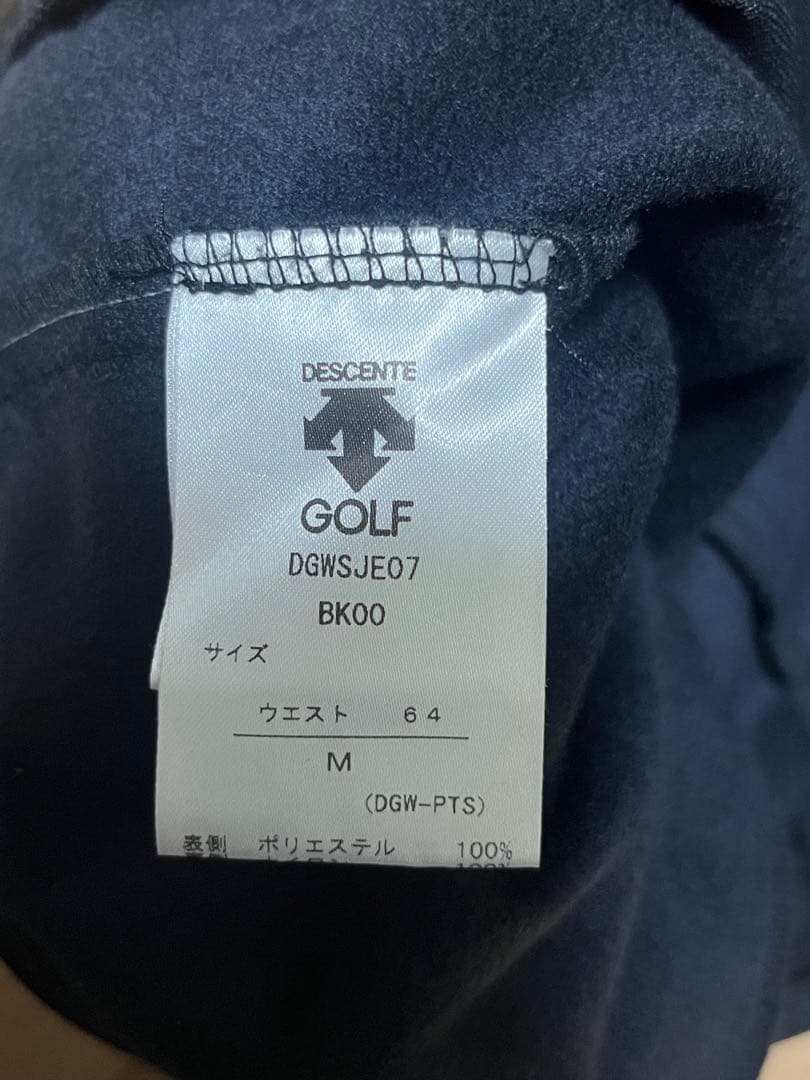 DESCENTE
GOLF
DGWSJE07
BK00
サイズ
ウエスト 64
M
(DGW-PTS)
表側 ポリエステル 100%